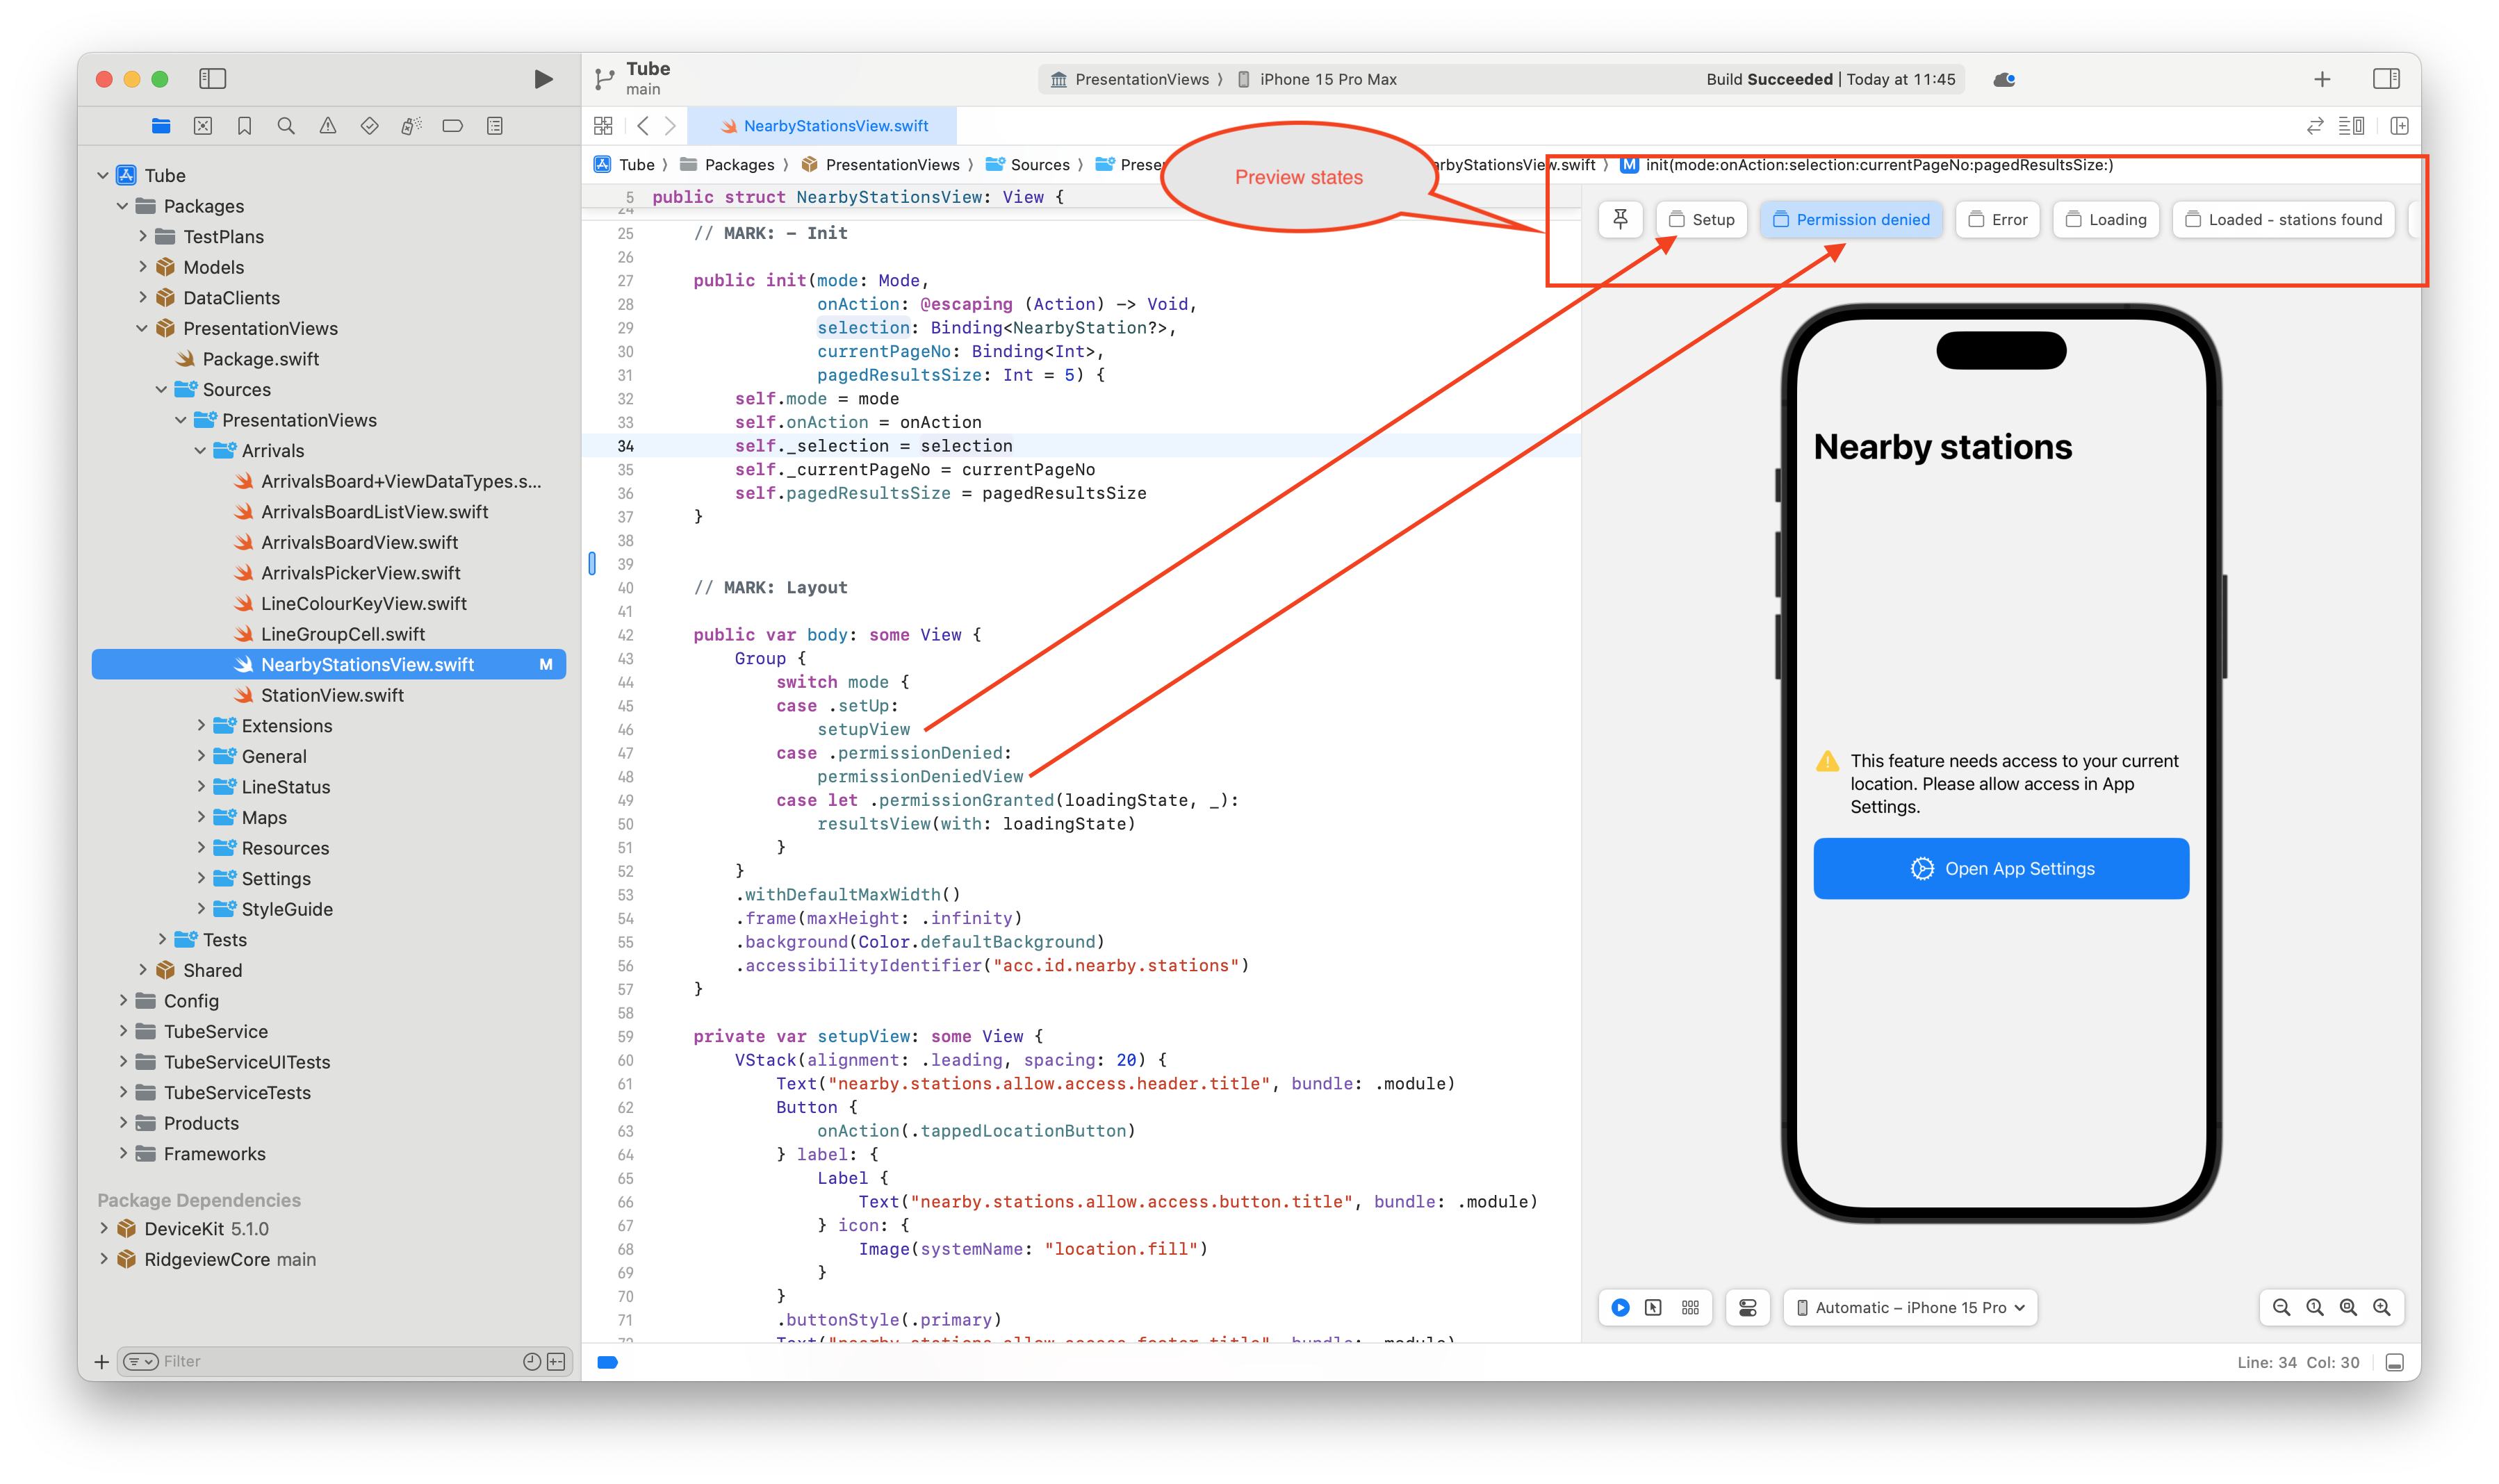 Tube
main
PresentationViews
iPhone 15 Pro Max
Build Succeeded | Today at 11:45
NearbyStationsView.swift
Tube
Packages
PresentationViews
Sources
Prese
arbyStationsView.swift
M
init(mode:onAction:selection:currentPageNo:pagedResultsSize:)
Preview states
Tube
Packages
TestPlans
Models
DataClients
PresentationViews
Package.swift
Sources
PresentationViews
Arrivals
ArrivalsBoard+ViewDataTypes.s...
ArrivalsBoardListView.swift
ArrivalsBoardView.swift
ArrivalsPickerView.swift
LineColourKeyView.swift
LineGroupCell.swift
NearbyStationsView.swift M
StationView.swift
Extensions
General
LineStatus
Maps
Resources
Settings
StyleGuide
Tests
Shared
Config
TubeService
TubeServiceUITests
TubeServiceTests
Products
Frameworks
Package Dependencies
DeviceKit 5.1.0
RidgeviewCore main
Filter
5 public struct NearbyStationsView: View {
24
25 // MARK: - Init
26
27 public init(mode: Mode,
28 onAction: @escaping (Action) -> Void,
29 selection: Binding<NearbyStation?>,
30 currentPageNo: Binding<Int>,
31 pagedResultsSize: Int = 5) {
32 self.mode = mode
33 self.onAction = onAction
34 self._selection = selection
35 self._currentPageNo = currentPageNo
36 self.pagedResultsSize = pagedResultsSize
37 }
38
39
40 // MARK: Layout
41
42 public var body: some View {
43 Group {
44 switch mode {
45 case .setUp:
46 setupView
47 case .permissionDenied:
48 permissionDeniedView
49 case let .permissionGranted(loadingState, _):
50 resultsView(with: loadingState)
51 }
52 }
53 .withDefaultMaxWidth()
54 .frame(maxHeight: .infinity)
55 .background(Color.defaultBackground)
56 .accessibilityIdentifier("acc.id.nearby.stations")
57 }
58
59 private var setupView: some View {
60 VStack(alignment: .leading, spacing: 20) {
61 Text("nearby.stations.allow.access.header.title", bundle: .module)
62 Button {
63 onAction(.tappedLocationButton)
64 } label: {
65 Label {
66 Text("nearby.stations.allow.access.button.title", bundle: .module)
67 } icon: {
68 Image(systemName: "location.fill")
69 }
70 }
71 .buttonStyle(.primary)
72 Text("nearby.stations.allow.access.footer.title", bundle: .module)
Setup
Permission denied
Error
Loading
Loaded - stations found
Nearby stations
This feature needs access to your current
location. Please allow access in App
Settings.
Open App Settings
Automatic – iPhone 15 Pro
Line: 34 Col: 30